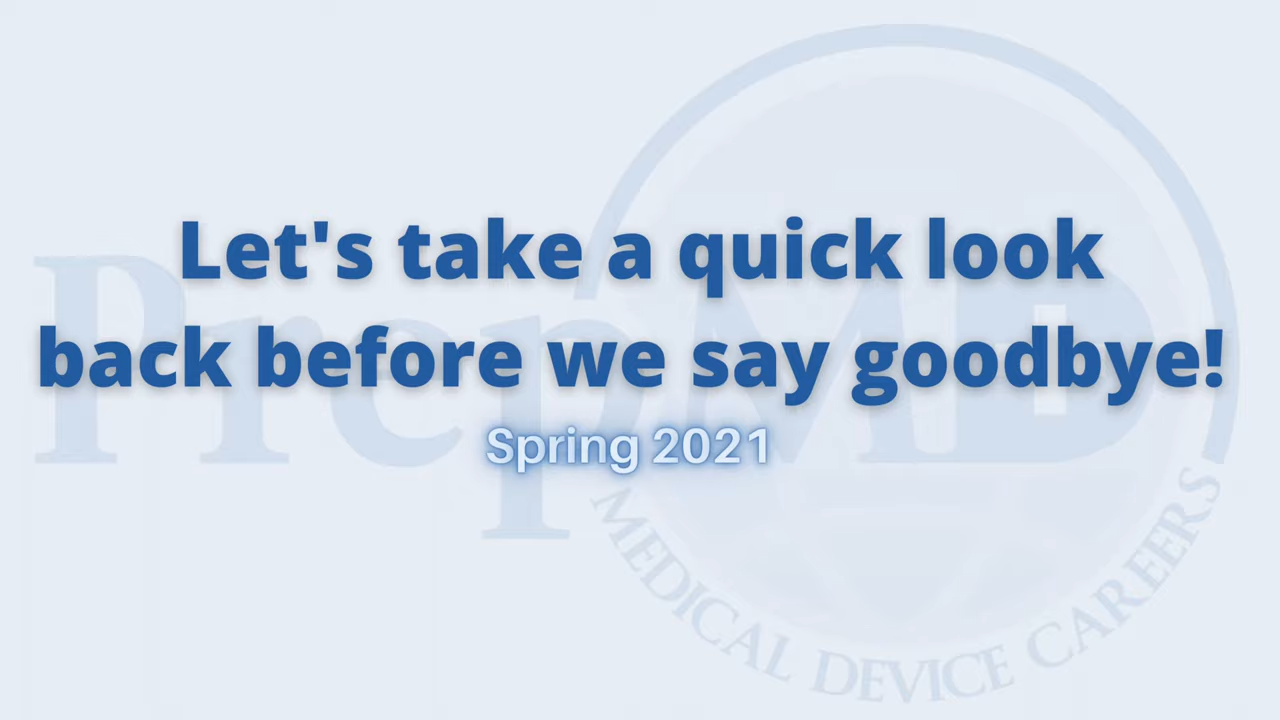 Let's take a quick look
back before we say goodbye!
Spring 2021
PrepMD
MEDICAL DEVICE CAREERS